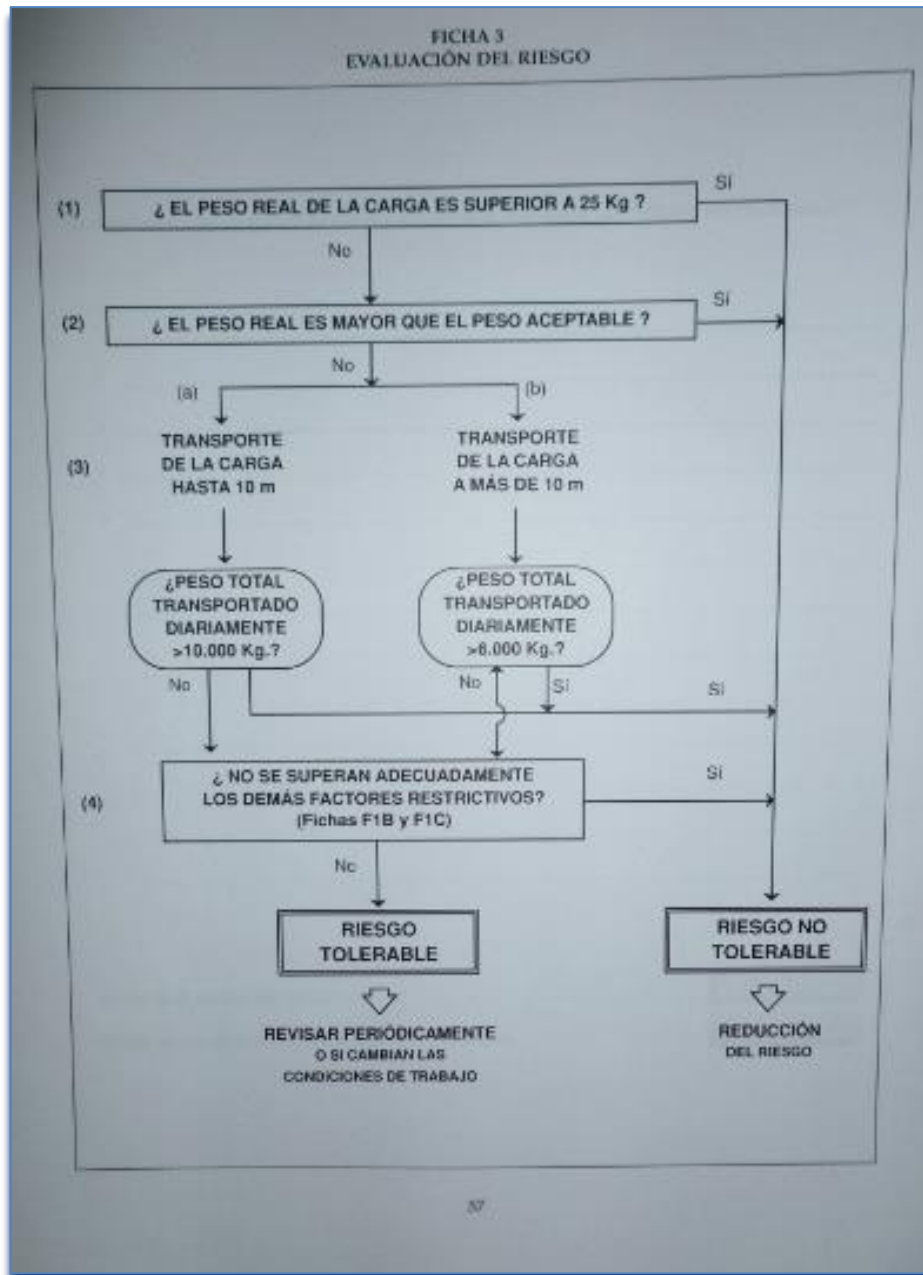 FICHA 3
EVALUACIÓN DEL RIESGO
Sí
(1)
¿ EL PESO REAL DE LA CARGA ES SUPERIOR A 25 Kg ?
No
Sí
(2)
¿ EL PESO REAL ES MAYOR QUE EL PESO ACEPTABLE ?
No
(a)
(b)
(3)
TRANSPORTE
DE LA CARGA
HASTA 10 m
TRANSPORTE
DE LA CARGA
A MÁS DE 10 m
¿PESO TOTAL
TRANSPORTADO
DIARIAMENTE
>10.000 Kg.?
¿PESO TOTAL
TRANSPORTADO
DIARIAMENTE
>6.000 Kg.?
No
No
Sí
Sí
(4)
¿ NO SE SUPERAN ADECUADAMENTE
LOS DEMÁS FACTORES RESTRICTIVOS?
(Fichas F1B y F1C)
Sí
No
RIESGO
TOLERABLE
RIESGO NO
TOLERABLE
REVISAR PERIÓDICAMENTE
O SI CAMBIAN LAS
CONDICIONES DE TRABAJO
REDUCCIÓN
DEL RIESGO
57